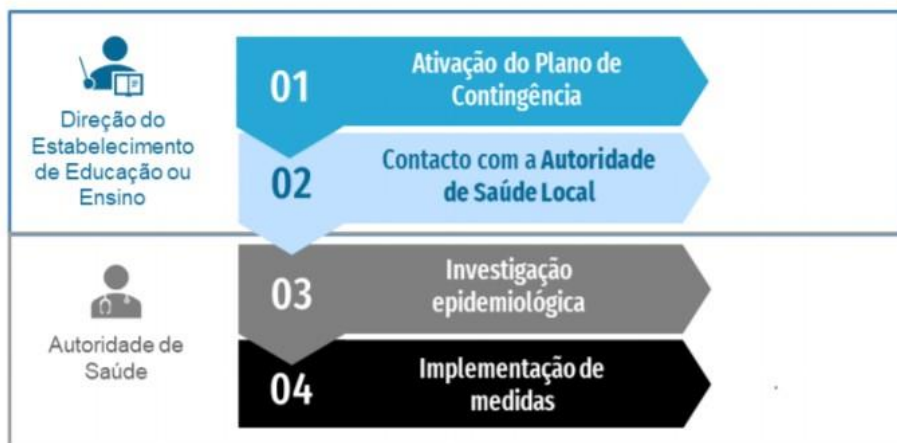 Direção do
Estabelecimento
de Educação ou
Ensino
01
Ativação do Plano de
Contingência
02
Contacto com a Autoridade
de Saúde Local
Autoridade de
Saúde
03
Investigação
epidemiológica
04
Implementação de
medidas